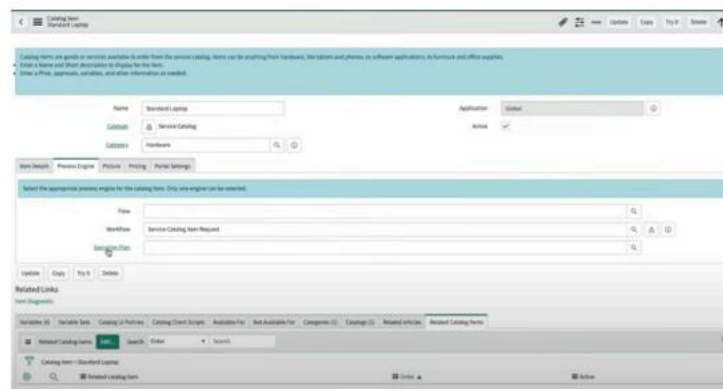 Catalog Item
Standard Laptop
Update Copy Try It Delete
Catalog items are goods or services available to order from the service catalog. Items can be anything from hardware, like tablets and phones, to software applications, to furniture and office supplies.
Enter a Name and Short description to display for the item.
Enter a Price, approvals, variables, and other information as needed.
Name Standard Laptop Application Global
Catalogs Service Catalog Active
Category Hardware
Item Details Process Engine Picture Pricing Portal Settings
Select the appropriate process engine for the catalog item. Only one engine can be selected.
Flow
Workflow Service Catalog Item Request
Execution Plan
Update Copy Try It Delete
Related Links
Item Diagnostic
Variables (4) Variable Sets Catalog UI Policies Catalog Client Scripts Available For Not Available For Categories (1) Catalogs (1) Related Articles Related Catalog Items
Related Catalog Items Edit... Search Order Search
Catalog item = Standard Laptop
Related catalog item Order Active